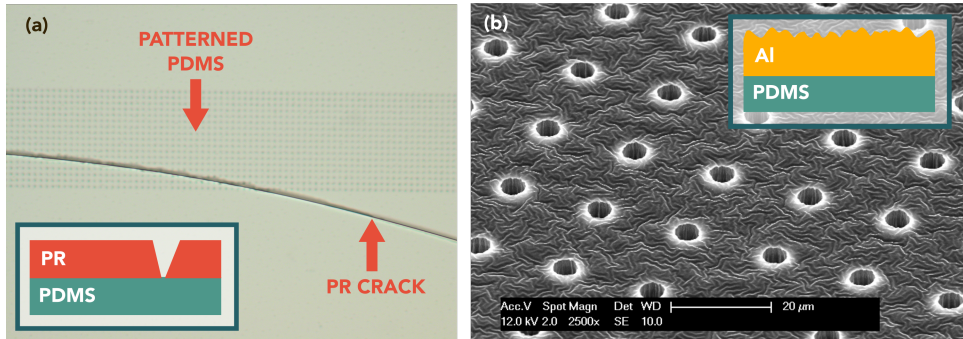 (a)
PATTERNED
PDMS
PR CRACK
PR
PDMS
(b)
Al
PDMS
Acc.V Spot Magn Det WD 20 µm
12.0 kV 2.0 2500x SE 10.0